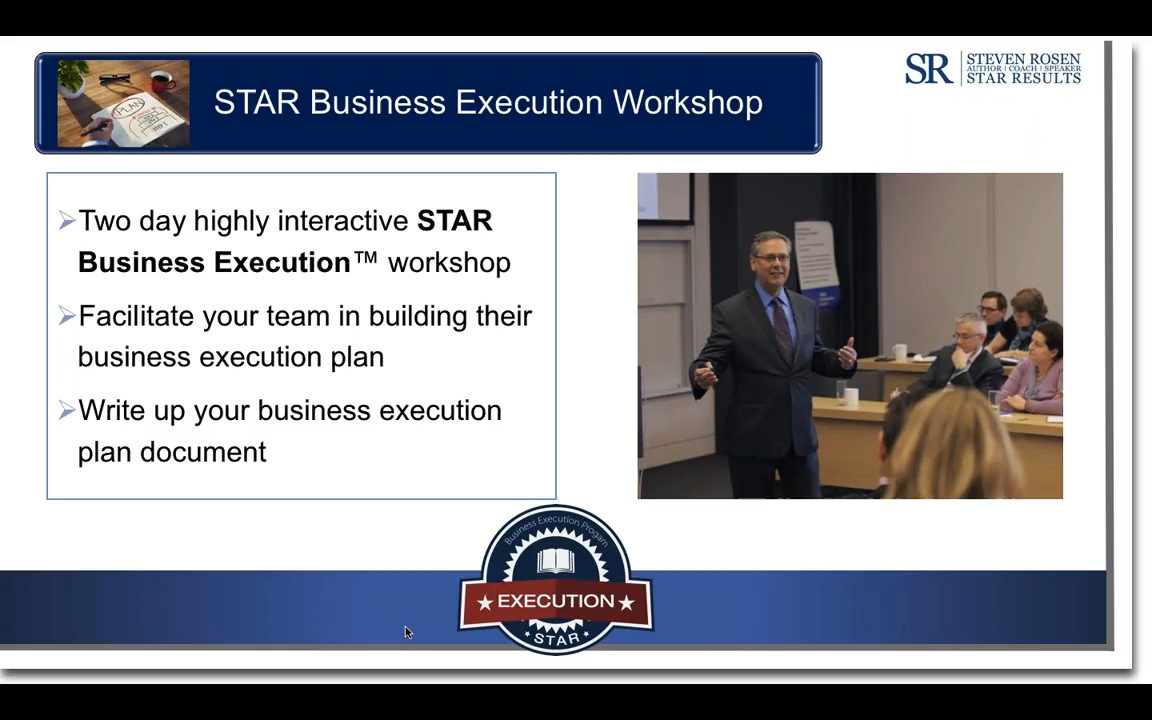 STAR Business Execution Workshop
PLAN
SR
STEVEN ROSEN
AUTHOR | COACH | SPEAKER
STAR RESULTS
➢Two day highly interactive STAR
Business Execution™ workshop
➢Facilitate your team in building their
business execution plan
➢Write up your business execution
plan document
Business Execution Progam
★ EXECUTION ★
★ STAR ★